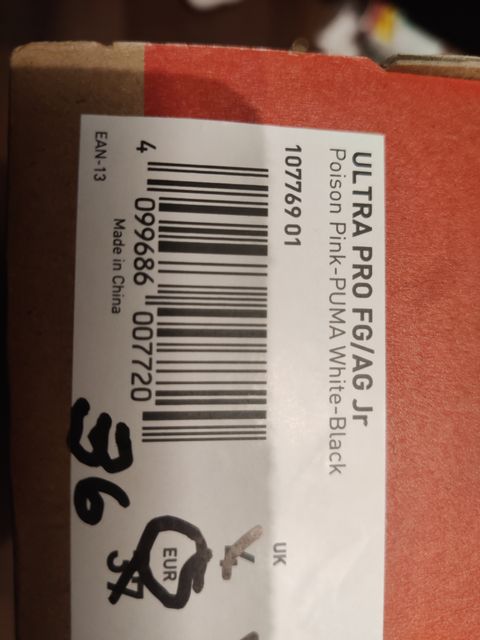 ULTRA PRO FG/AG Jr
Poison Pink-PUMA White-Black
107769 01
4 099686 007720
Made in China
EAN-13
UK
EUR
37
36